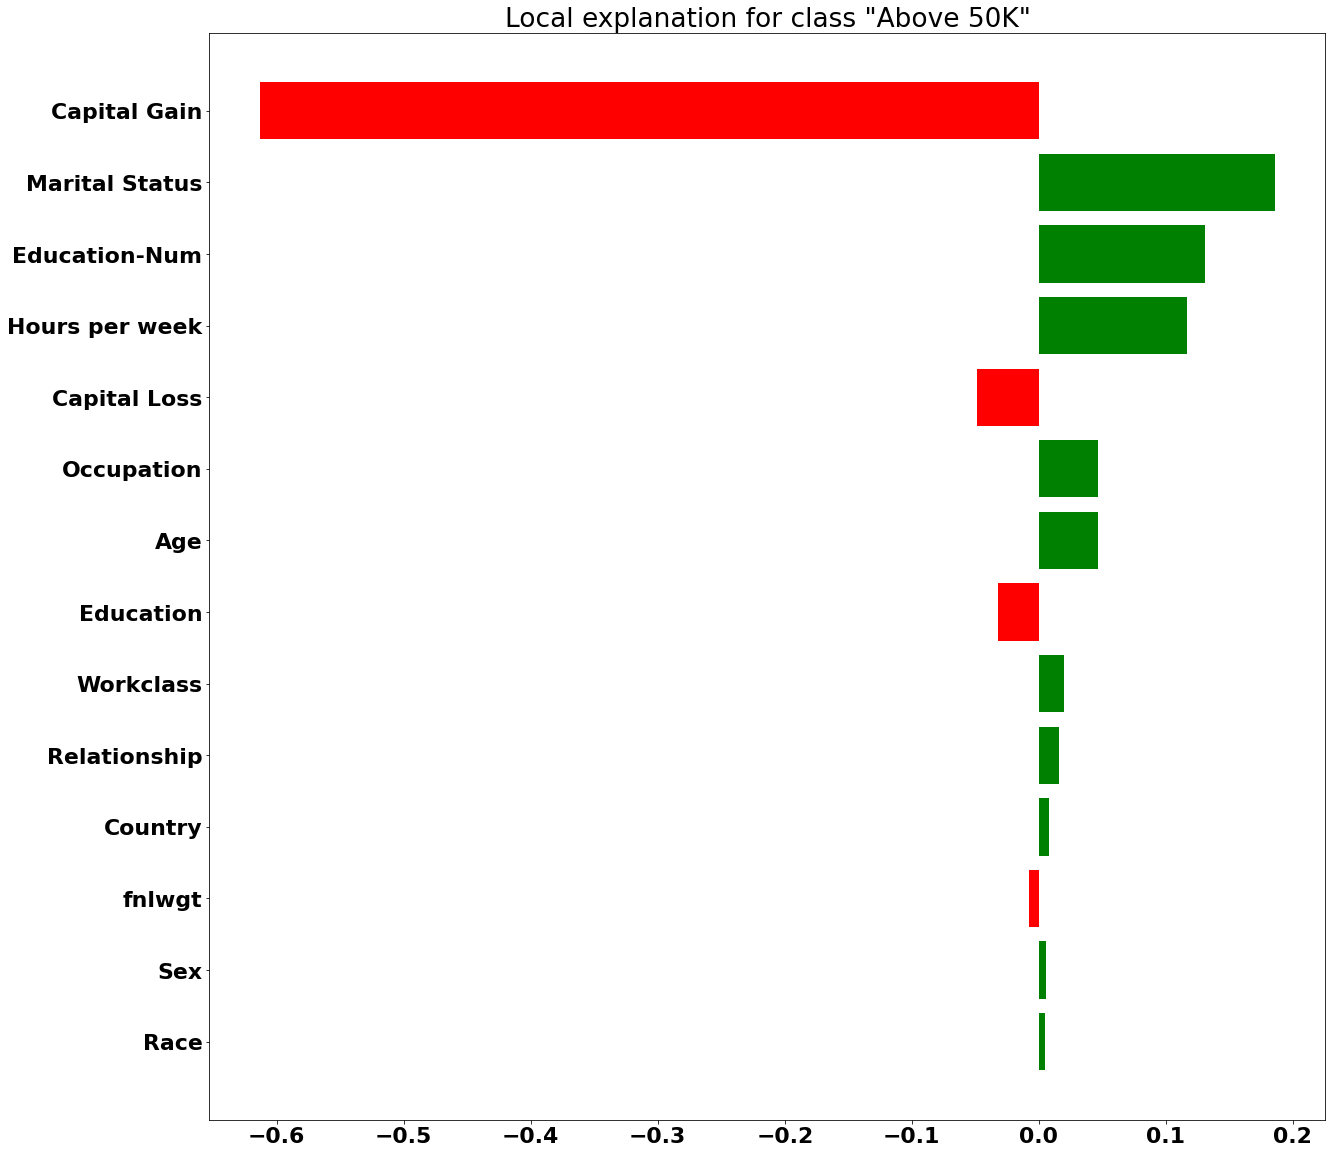 Local explanation for class "Above 50K"
Capital Gain
Marital Status
Education-Num
Hours per week
Capital Loss
Occupation
Age
Education
Workclass
Relationship
Country
fnlwgt
Sex
Race
−0.6 −0.5 −0.4 −0.3 −0.2 −0.1 0.0 0.1 0.2